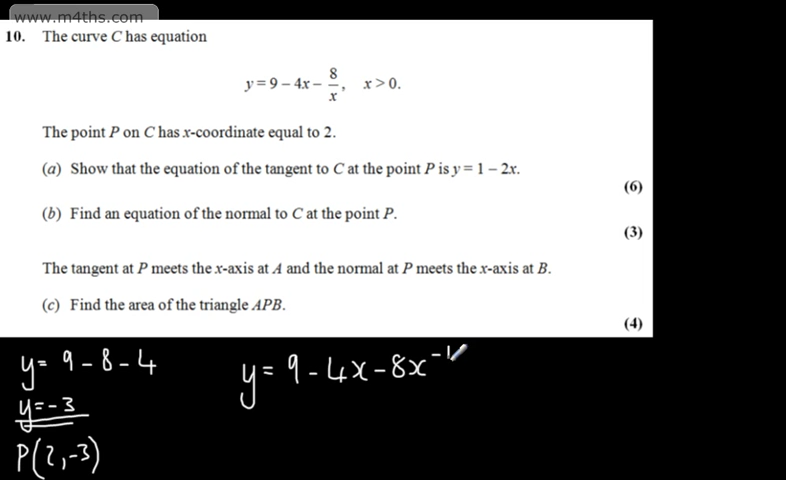 www.m4ths.com
10. The curve C has equation
y = 9 – 4x – 8/x, x > 0.
The point P on C has x-coordinate equal to 2.
(a) Show that the equation of the tangent to C at the point P is y = 1 – 2x.
(6)
(b) Find an equation of the normal to C at the point P.
(3)
The tangent at P meets the x-axis at A and the normal at P meets the x-axis at B.
(c) Find the area of the triangle APB.
(4)
y = 9 - 8 - 4
y = -3
P(2,-3)
y = 9 - 4x - 8x⁻¹